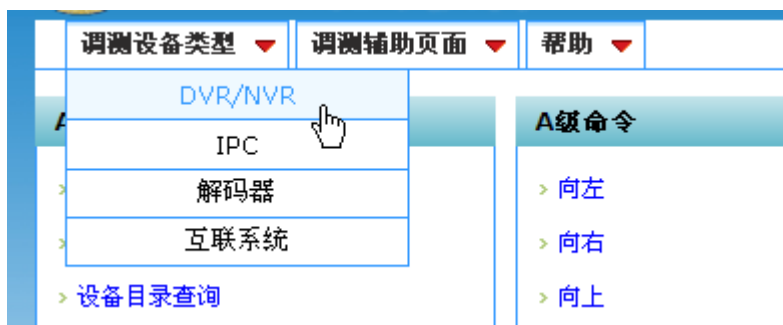 调测设备类型 调测辅助页面 帮助
DVR/NVR
IPC
解码器
互联系统
设备目录查询
A级命令
向左
向右
向上